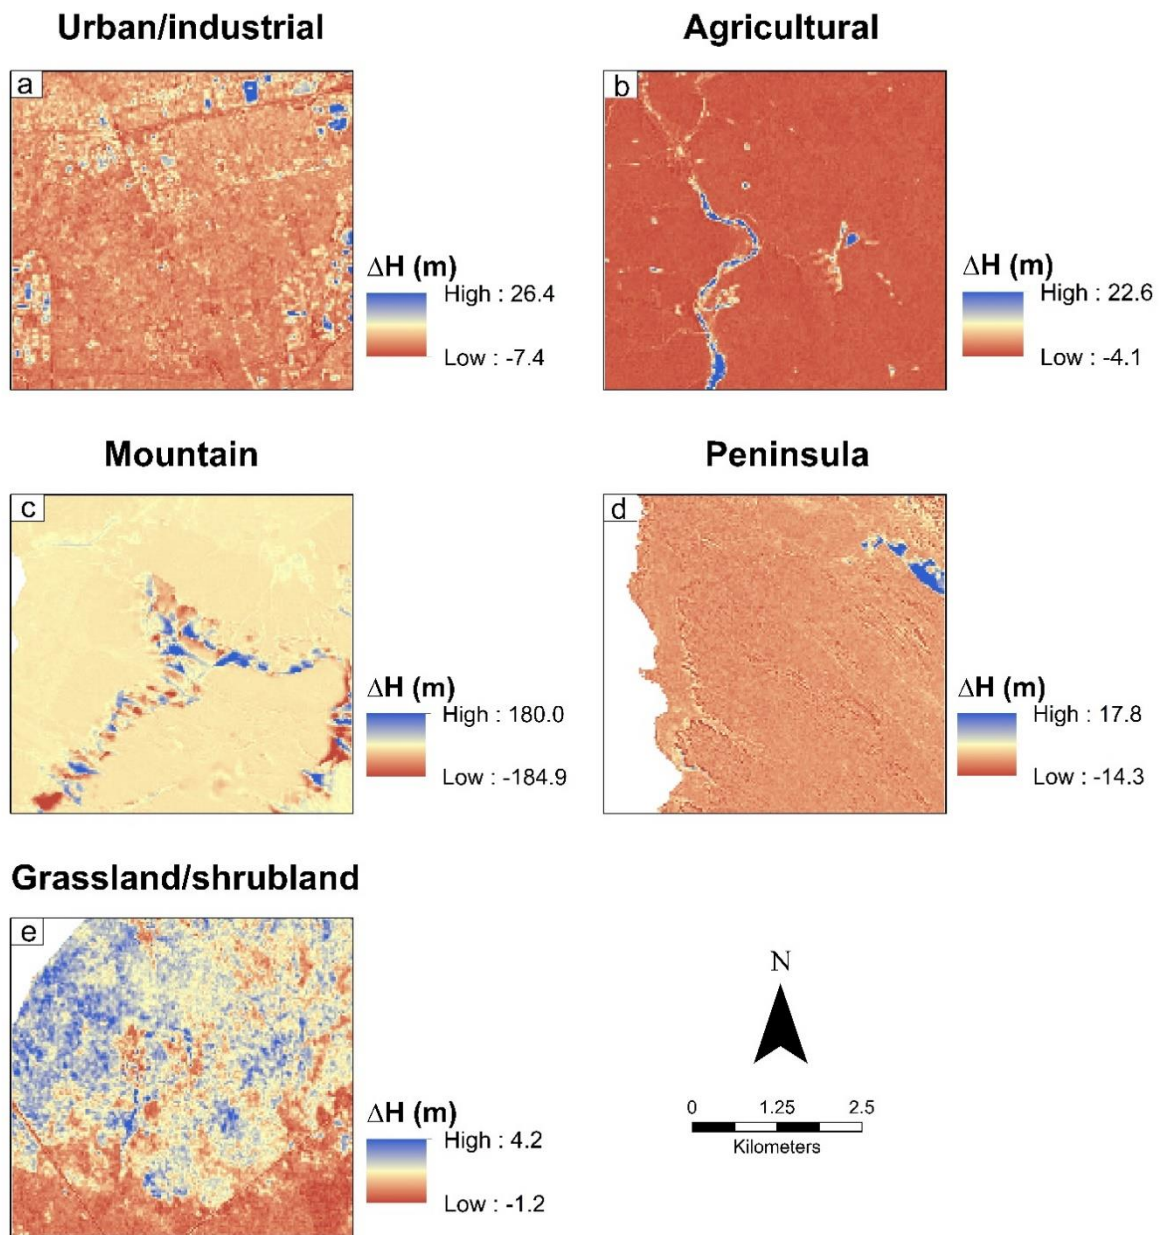 Urban/industrial
Agricultural
a
b
ΔH (m)
High : 26.4
Low : -7.4
ΔH (m)
High : 22.6
Low : -4.1
Mountain
Peninsula
c
d
ΔH (m)
High : 180.0
Low : -184.9
ΔH (m)
High : 17.8
Low : -14.3
Grassland/shrubland
e
ΔH (m)
High : 4.2
Low : -1.2
N
0 1.25 2.5
Kilometers